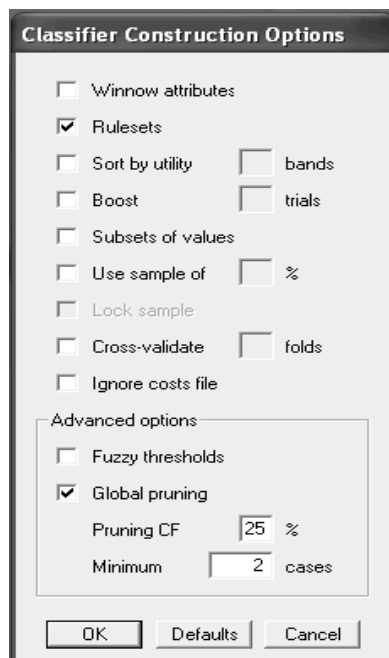 Classifier Construction Options
Winnow attributes
Rulesets
Sort by utility bands
Boost trials
Subsets of values
Use sample of %
Lock sample
Cross-validate folds
Ignore costs file
Advanced options
Fuzzy thresholds
Global pruning
Pruning CF 25 %
Minimum 2 cases
OK Defaults Cancel